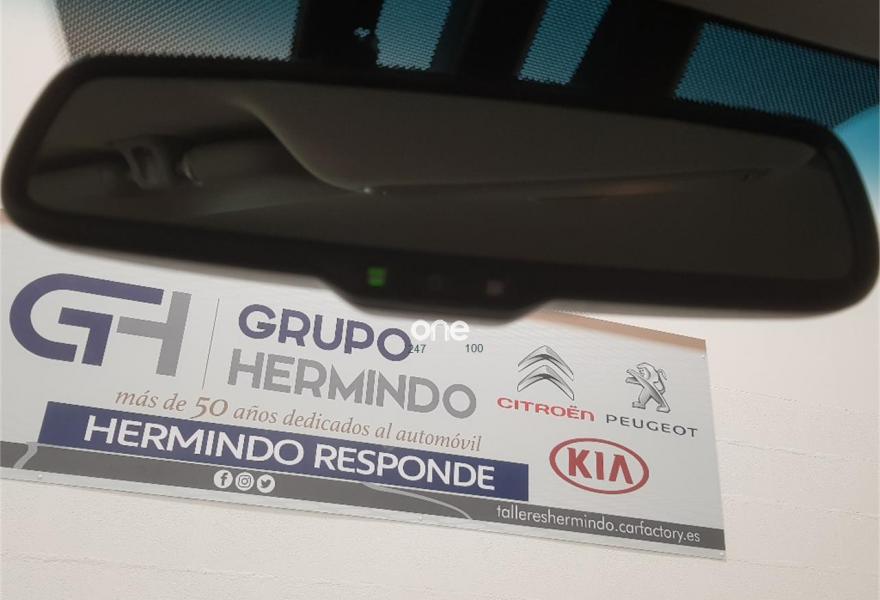 GH
GRUPO
HERMINDO
one
247 100
más de 50 años dedicados al automóvil
HERMINDO RESPONDE
CITROËN
PEUGEOT
KIA
tallereshermindo.carfactory.es